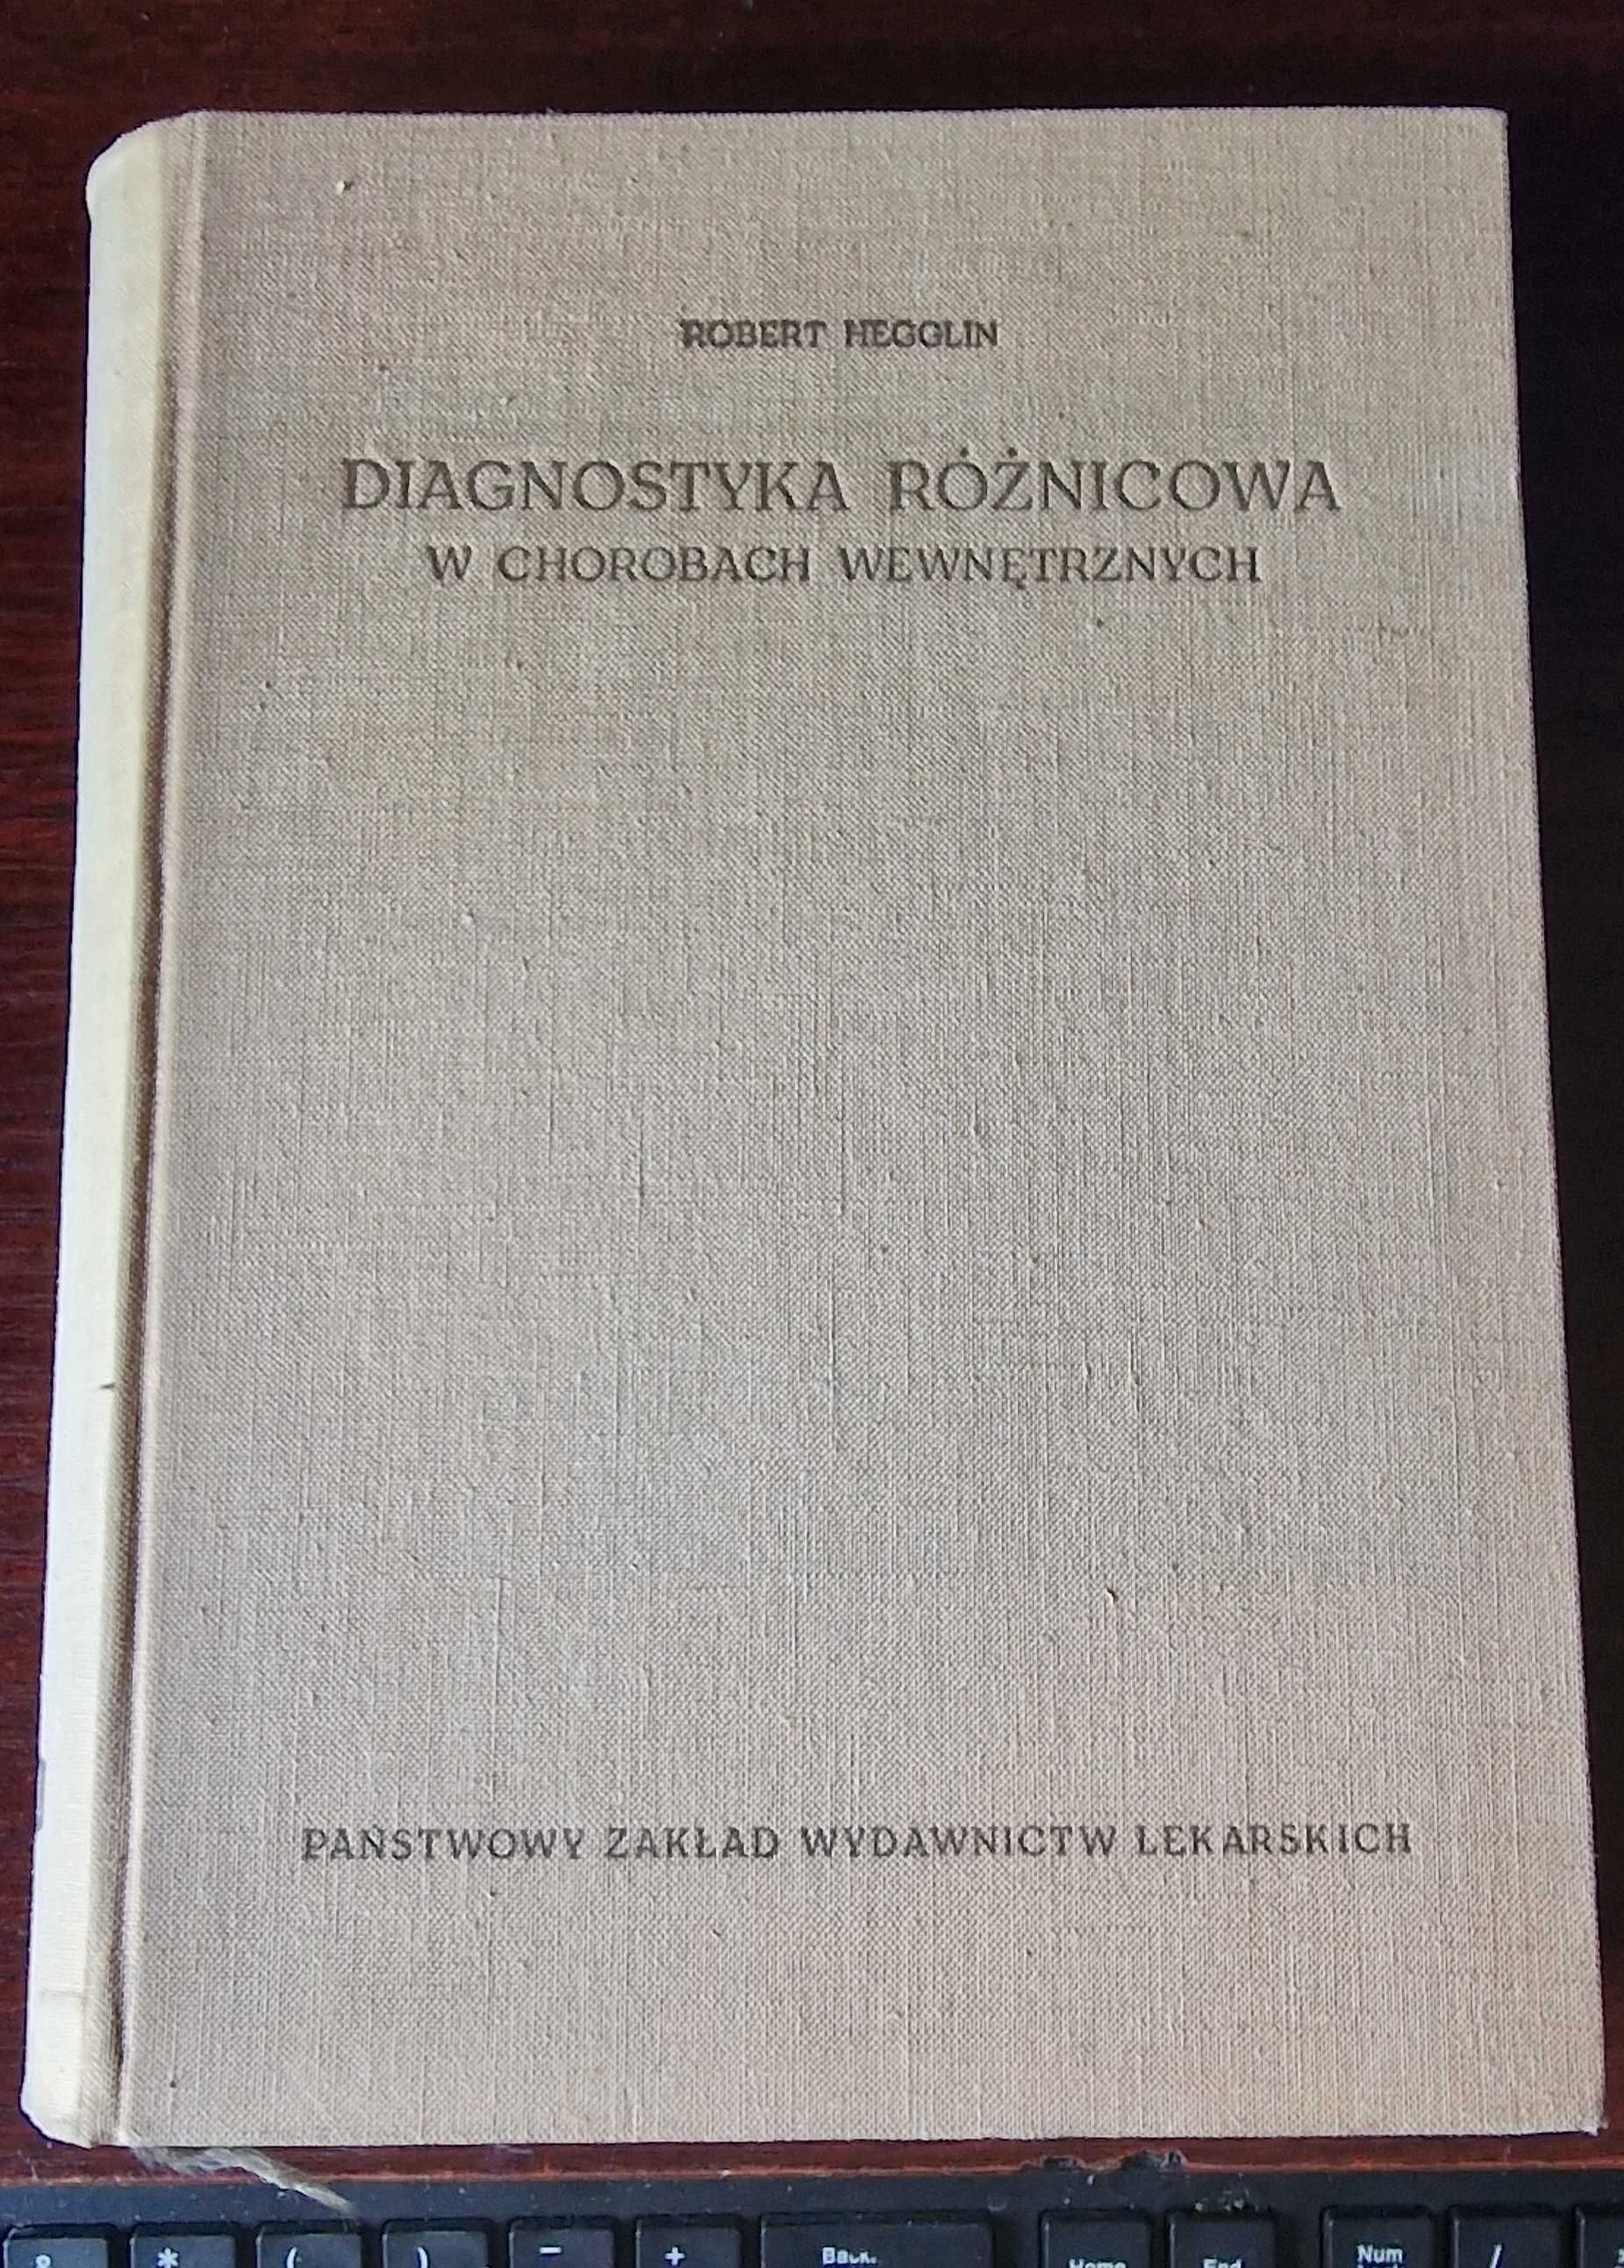 ROBERT HEGGLIN
DIAGNOSTYKA RÓŻNICOWA
W CHOROBACH WEWNĘTRZNYCH
PAŃSTWOWY ZAKŁAD WYDAWNICTW LEKARSKICH
* ( ) – + Num /